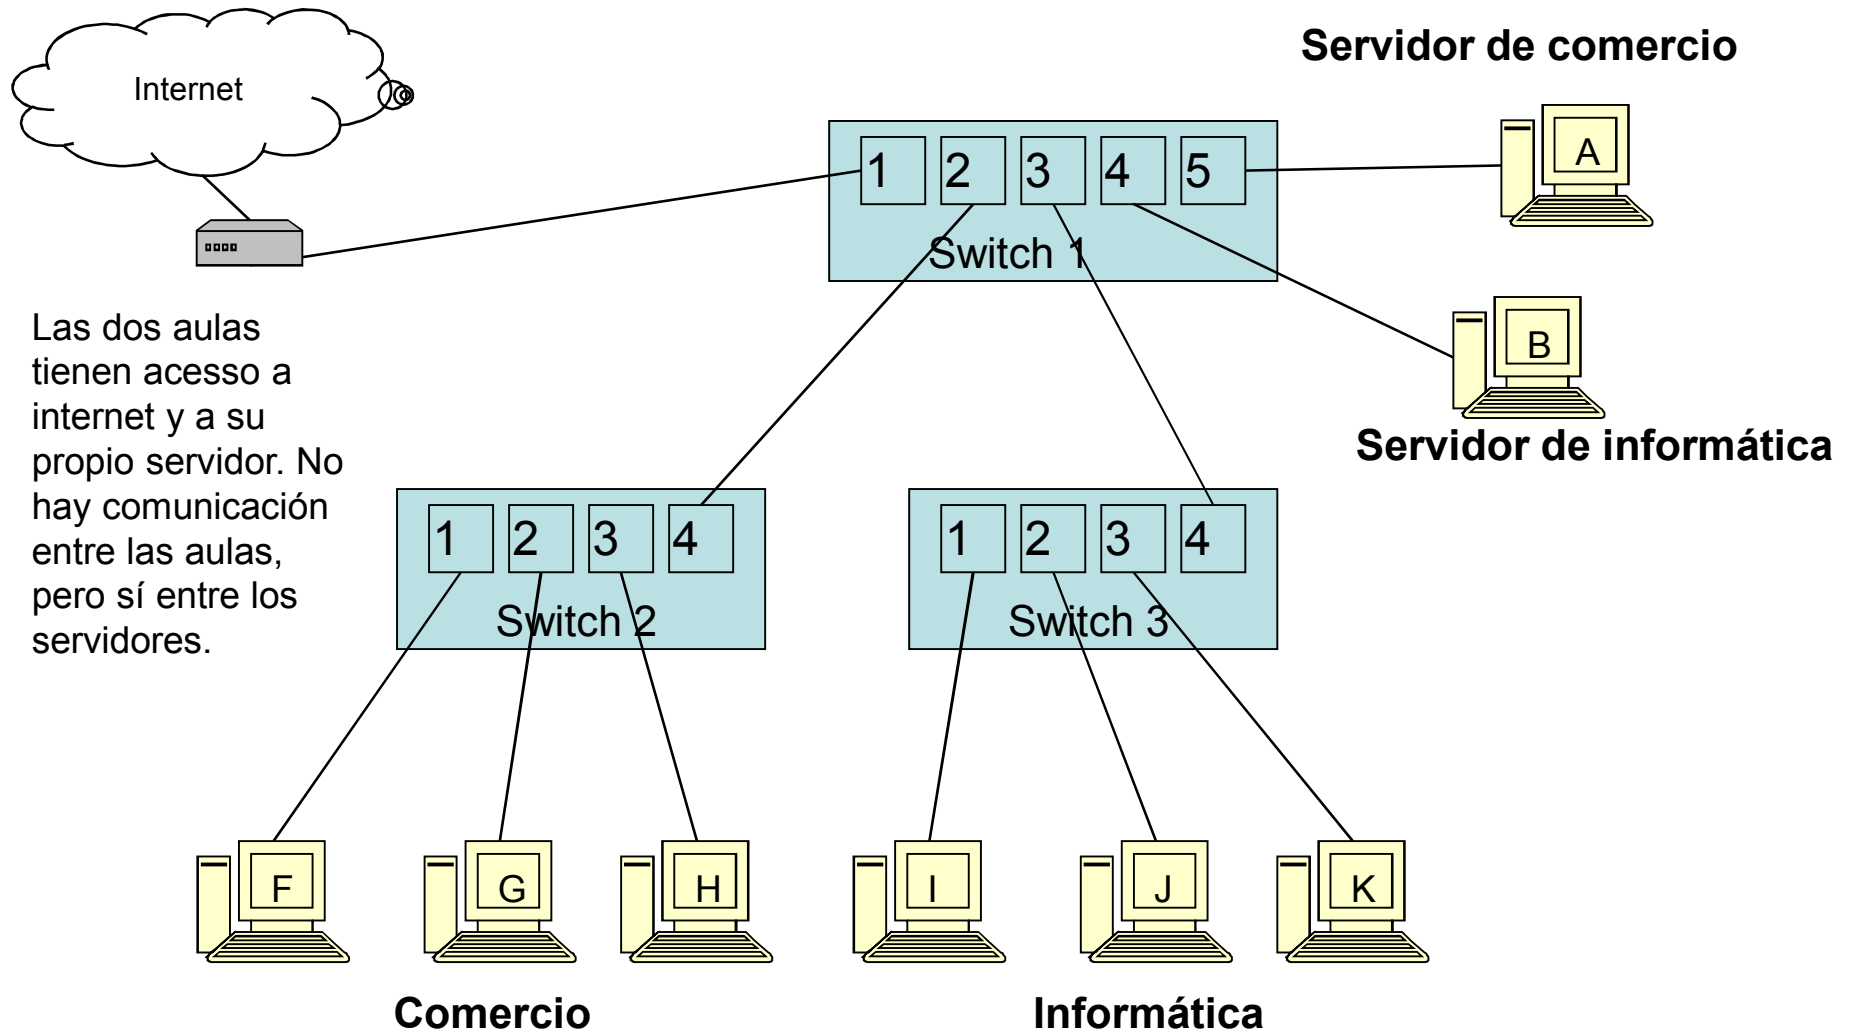 Servidor de comercio
Internet
A
1 2 3 4 5
Switch 1
Las dos aulas
tienen acesso a
internet y a su
propio servidor. No
hay comunicación
entre las aulas,
pero sí entre los
servidores.
B
Servidor de informática
1 2 3 4
Switch 2
1 2 3 4
Switch 3
F G H I J K
Comercio
Informática